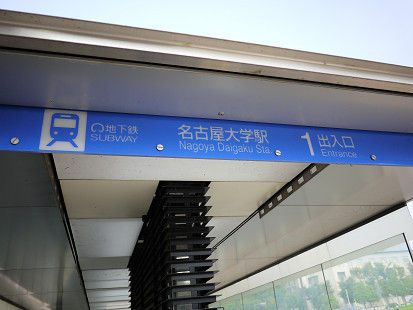 地下鉄
SUBWAY
名古屋大学駅
Nagoya Daigaku Sta.
1 出入口
Entrance